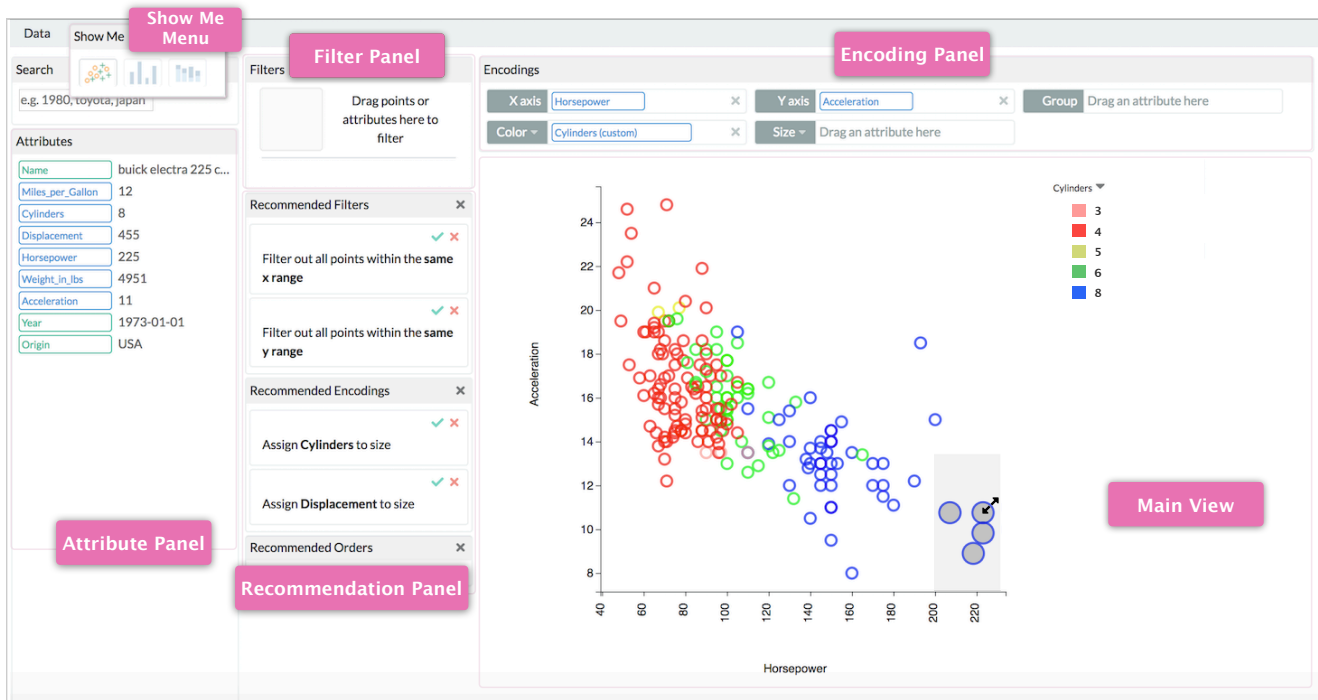 Data
Show Me
Show Me
Menu
Search
e.g. 1980, toyota, japan
Attributes
Name buick electra 225 c...
Miles_per_Gallon 12
Cylinders 8
Displacement 455
Horsepower 225
Weight_in_lbs 4951
Acceleration 11
Year 1973-01-01
Origin USA
Attribute Panel
Filters
Filter Panel
Drag points or
attributes here to
filter
Recommended Filters
Filter out all points within the same
x range
Filter out all points within the same
y range
Recommended Encodings
Assign Cylinders to size
Assign Displacement to size
Recommended Orders
Recommendation Panel
Encodings
Encoding Panel
X axis Horsepower Y axis Acceleration Group Drag an attribute here
Color Cylinders (custom) Size Drag an attribute here
Cylinders
3
4
5
6
8
24
22
20
18
16
14
12
10
8
Acceleration
40 60 80 100 120 140 160 180 200 220
Horsepower
Main View